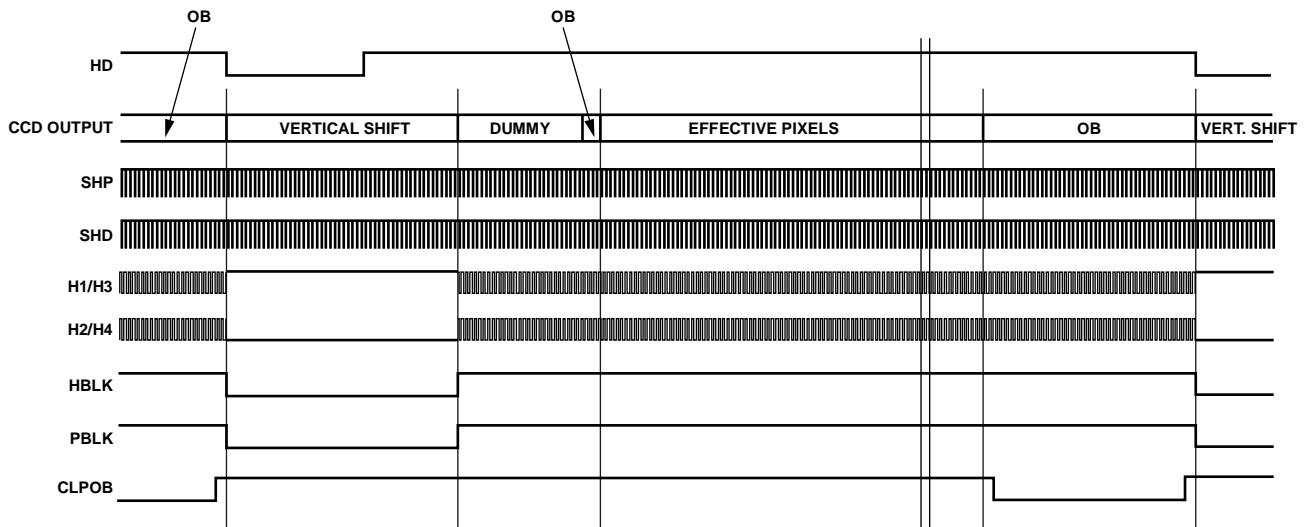 OB OB
HD
CCD OUTPUT VERTICAL SHIFT DUMMY EFFECTIVE PIXELS OB VERT. SHIFT
SHP
SHD
H1/H3
H2/H4
HBLK
PBLK
CLPOB